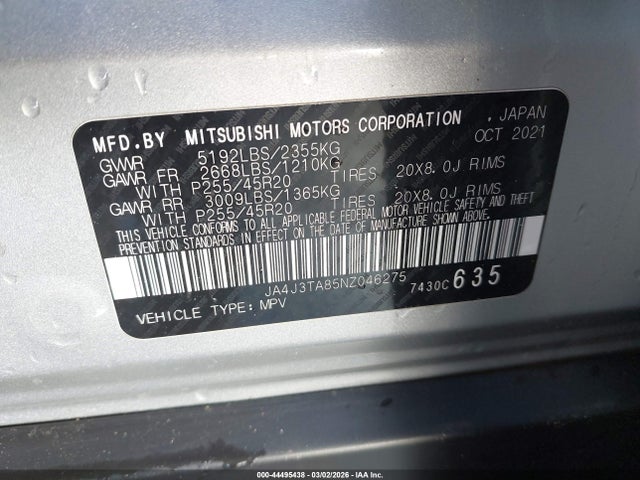 MFD.BY MITSUBISHI MOTORS CORPORATION . JAPAN
GVWR 5192LBS/2355KG OCT 2021
GAWR FR 2668LBS/1210KG
WITH P255/45R20 TIRES 20X8.0J RIMS
GAWR RR 3009LBS/1365KG
WITH P255/45R20 TIRES 20X8.0J RIMS
THIS VEHICLE CONFORMS TO ALL APPLICABLE FEDERAL MOTOR VEHICLE SAFETY AND THEFT
PREVENTION STANDARDS IN EFFECT ON THE DATE OF MANUFACTURE SHOWN ABOVE.
JA4J3TA85NZ046275
7430C 635
VEHICLE TYPE: MPV
000-44495438 | 03/02/2026 | IAAI.COM